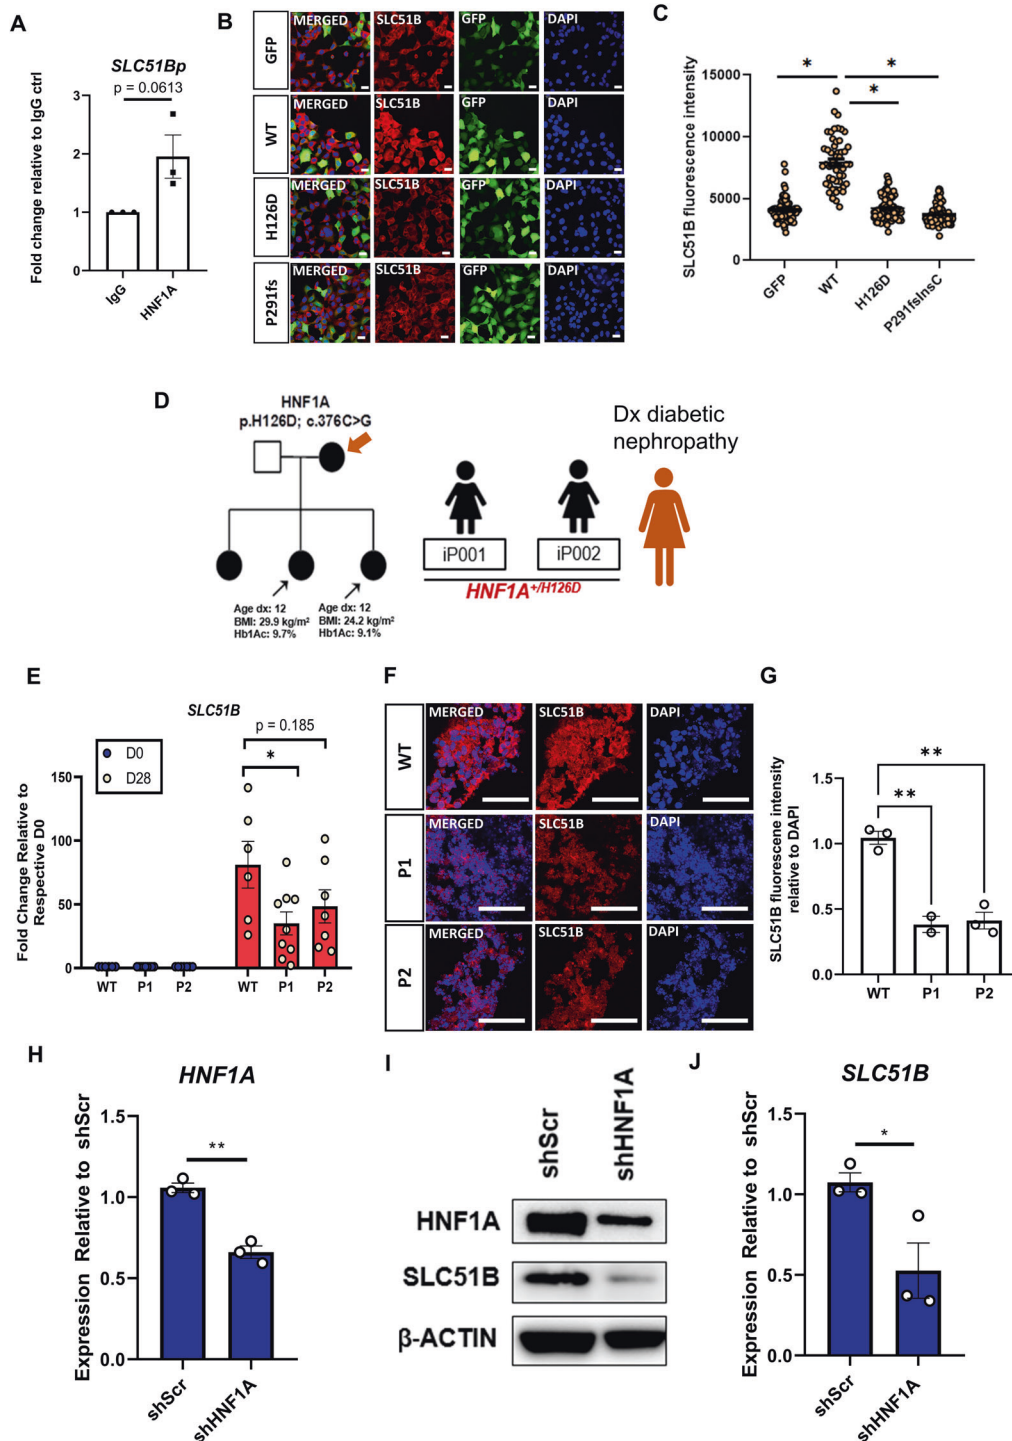 A
SLC51Bp
p = 0.0613
Fold change relative to IgG ctrl
3
2
1
0
IgG
HNF1A
B
MERGED SLC51B GFP DAPI
GFP
MERGED SLC51B GFP DAPI
WT
MERGED SLC51B GFP DAPI
H126D
MERGED SLC51B GFP DAPI
P291fs
C
SLC51B fluorescence intensity
15000
10000
5000
0
* * *
GFP
WT
H126D
P291fsInsC
D
HNF1A
p.H126D; c.376C>G
Age dx: 12
BMI: 29.9 kg/m²
Hb1Ac: 9.7%
Age dx: 12
BMI: 24.2 kg/m²
Hb1Ac: 9.1%
iP001
iP002
HNF1A+/H126D
Dx diabetic
nephropathy
E
SLC51B
p = 0.185
*
D0
D28
Fold Change Relative to
Respective D0
150
100
50
0
WT P1 P2 WT P1 P2
F
MERGED SLC51B DAPI
WT
MERGED SLC51B DAPI
P1
MERGED SLC51B DAPI
P2
G
SLC51B fluorescene intensity
relative to DAPI
1.5
1.0
0.5
0.0
**
**
WT P1 P2
H
HNF1A
**
Expression Relative to shScr
1.5
1.0
0.5
0.0
shScr
shHNF1A
I
shScr
shHNF1A
HNF1A
SLC51B
β-ACTIN
J
SLC51B
*
Expression Relative to shScr
1.5
1.0
0.5
0.0
shScr
shHNF1A